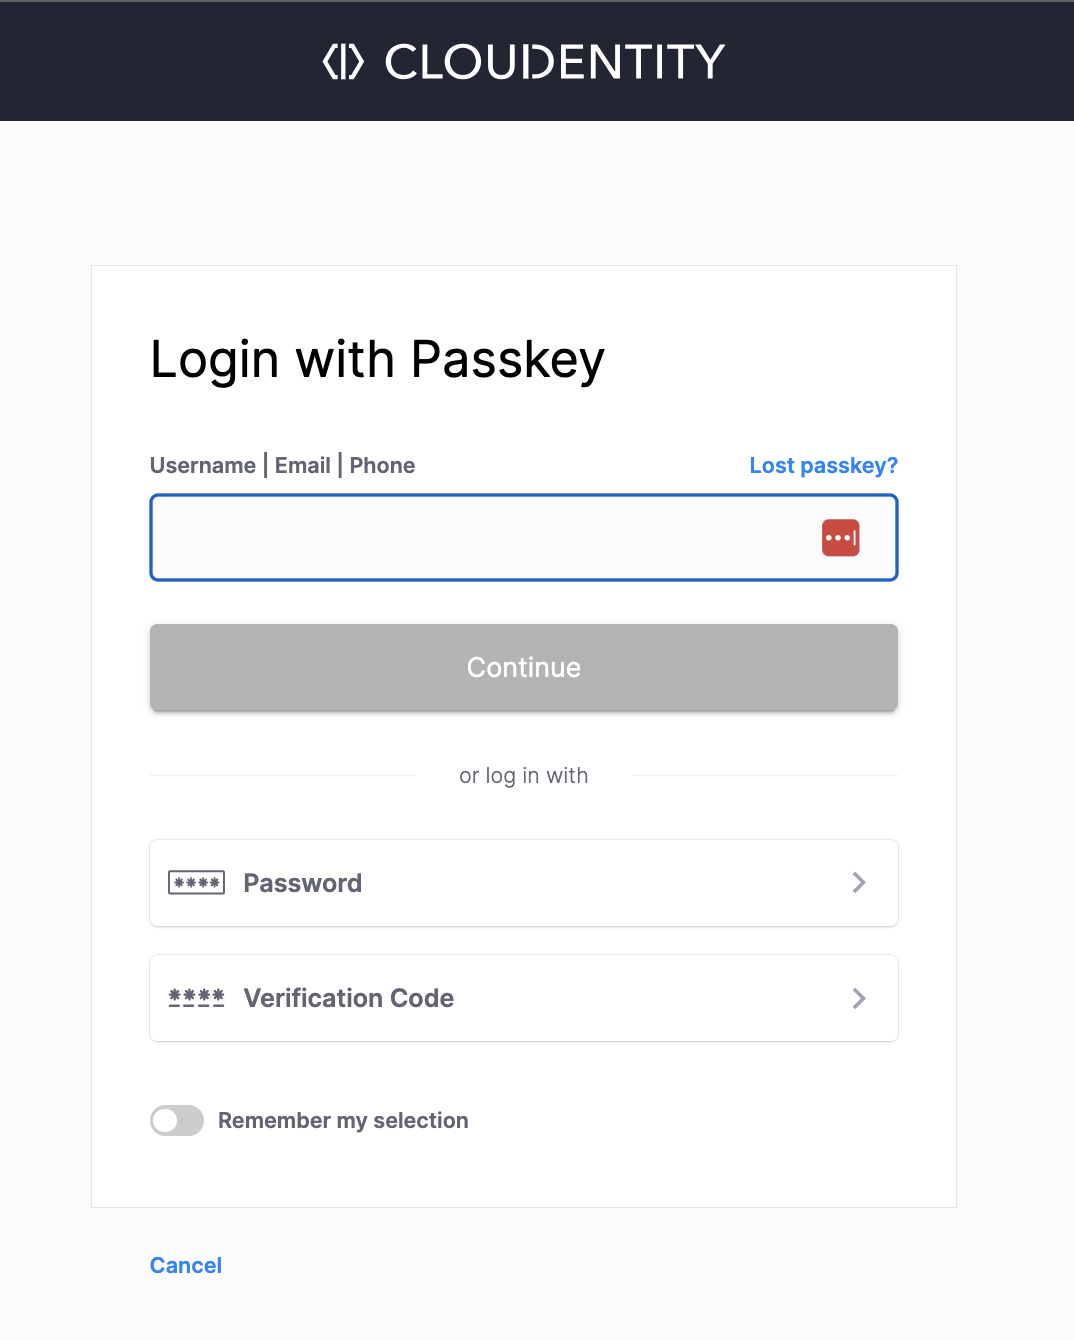 CLOUDENTITY
Login with Passkey
Username | Email | Phone
Lost passkey?
Continue
or log in with
Password
Verification Code
Remember my selection
Cancel